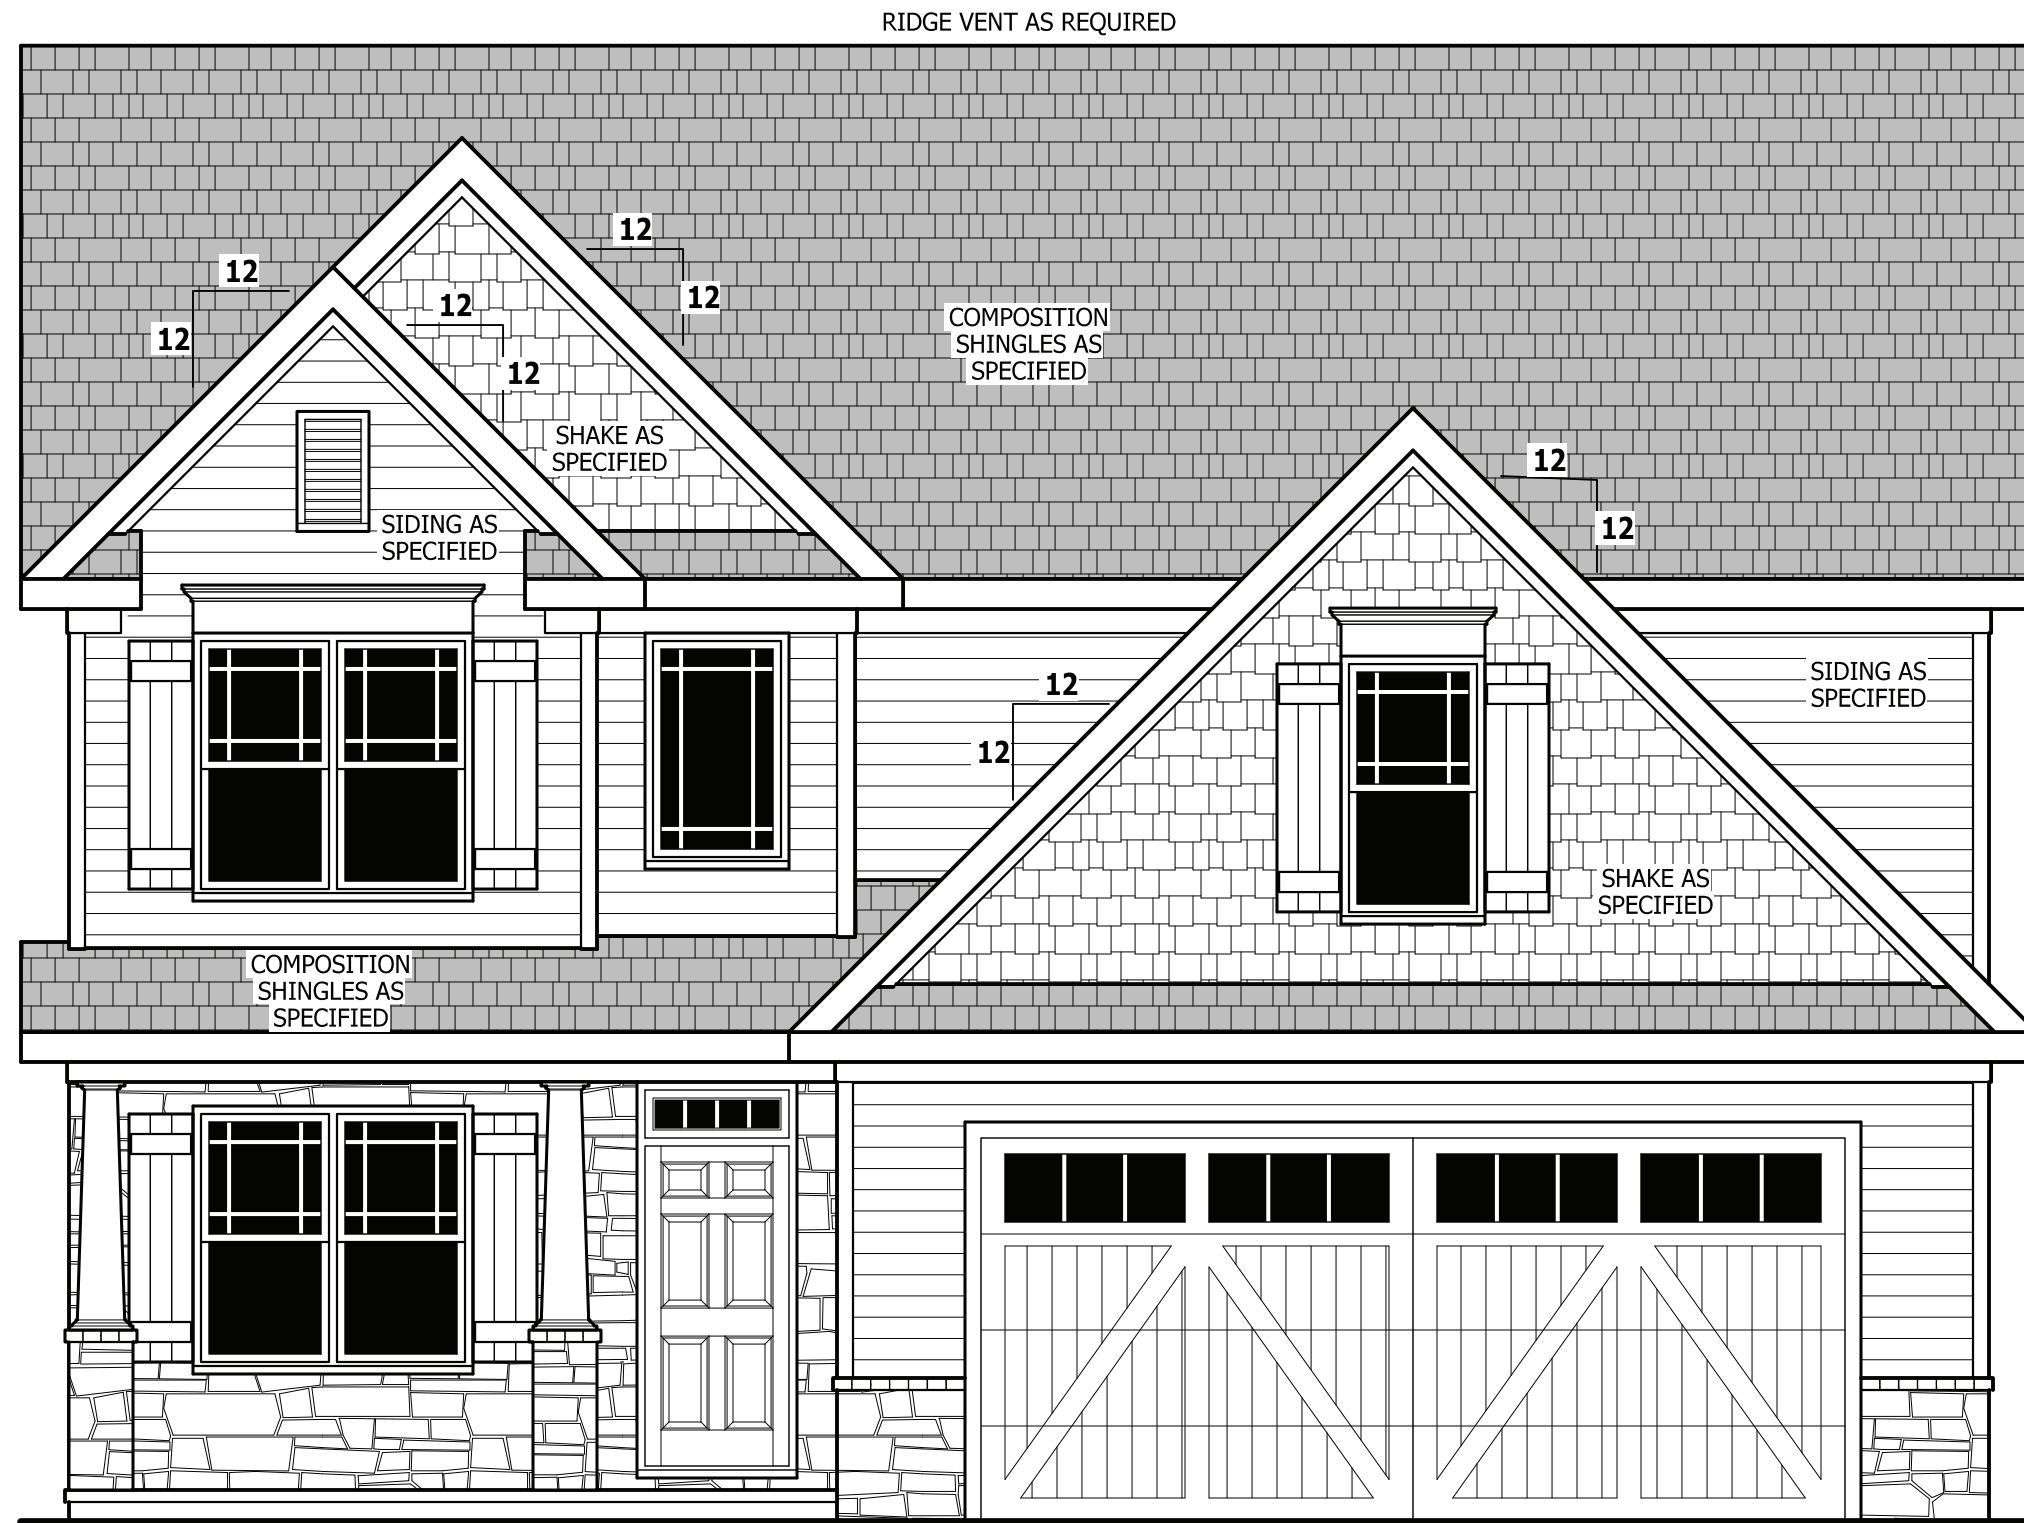 RIDGE VENT AS REQUIRED
12
12
12
12
12
12
COMPOSITION
SHINGLES AS
SPECIFIED
SHAKE AS
SPECIFIED
SIDING AS
SPECIFIED
12
12
12
12
SIDING AS
SPECIFIED
SHAKE AS
SPECIFIED
COMPOSITION
SHINGLES AS
SPECIFIED